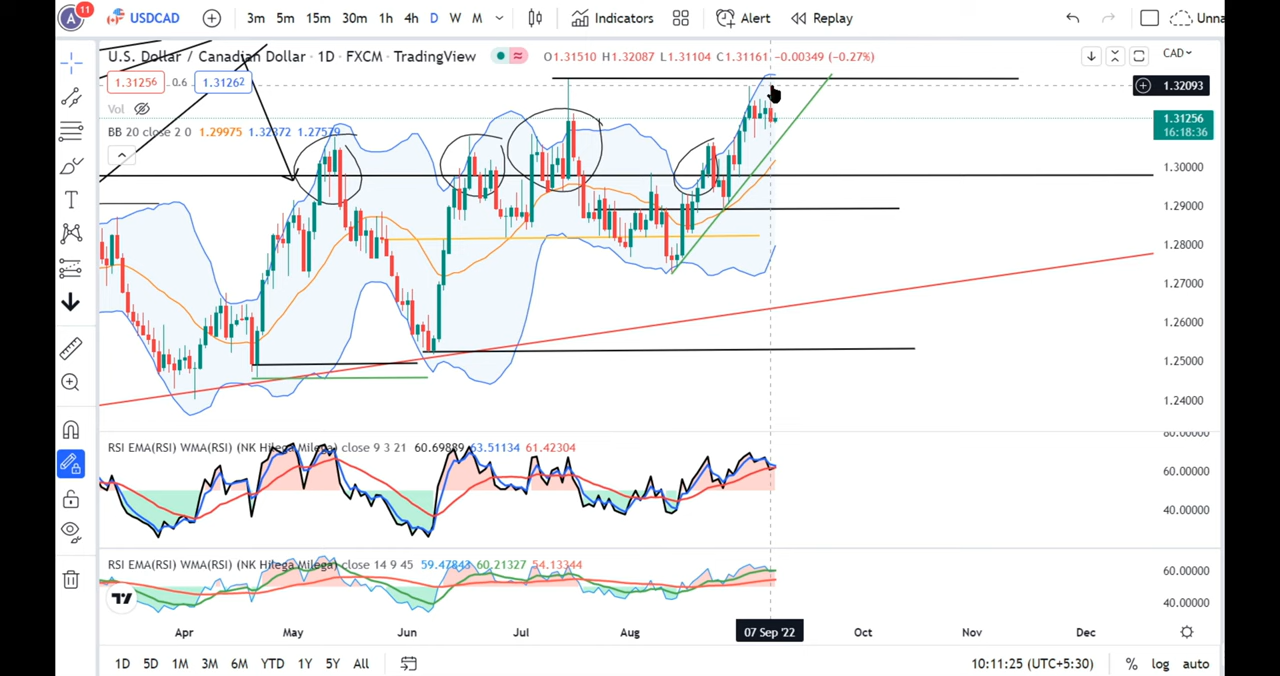 A 11 USDCAD 3m 5m 15m 30m 1h 4h D W M Indicators Alert Replay Unna
U.S. Dollar / Canadian Dollar · 1D · FXCM · TradingView O1.31510 H1.32087 L1.31104 C1.31161 −0.00349 (−0.27%) CAD
1.31256 0.6 1.31262
1.32093
Vol
1.31256
16:18:36
BB 20 close 2 0 1.29975 1.32372 1.27579
1.30000
1.29000
1.28000
1.27000
1.26000
1.25000
1.24000
80.00000
RSI EMA(RSI) WMA(RSI) (NK Hilega Milega) close 9 3 21 60.69889 63.51134 61.42304
60.00000
40.00000
RSI EMA(RSI) WMA(RSI) (NK Hilega Milega) close 14 9 45 59.47843 60.21327 54.13344
60.00000
40.00000
Apr May Jun Jul Aug 07 Sep '22 Oct Nov Dec
1D 5D 1M 3M 6M YTD 1Y 5Y All 10:11:25 (UTC+5:30) % log auto